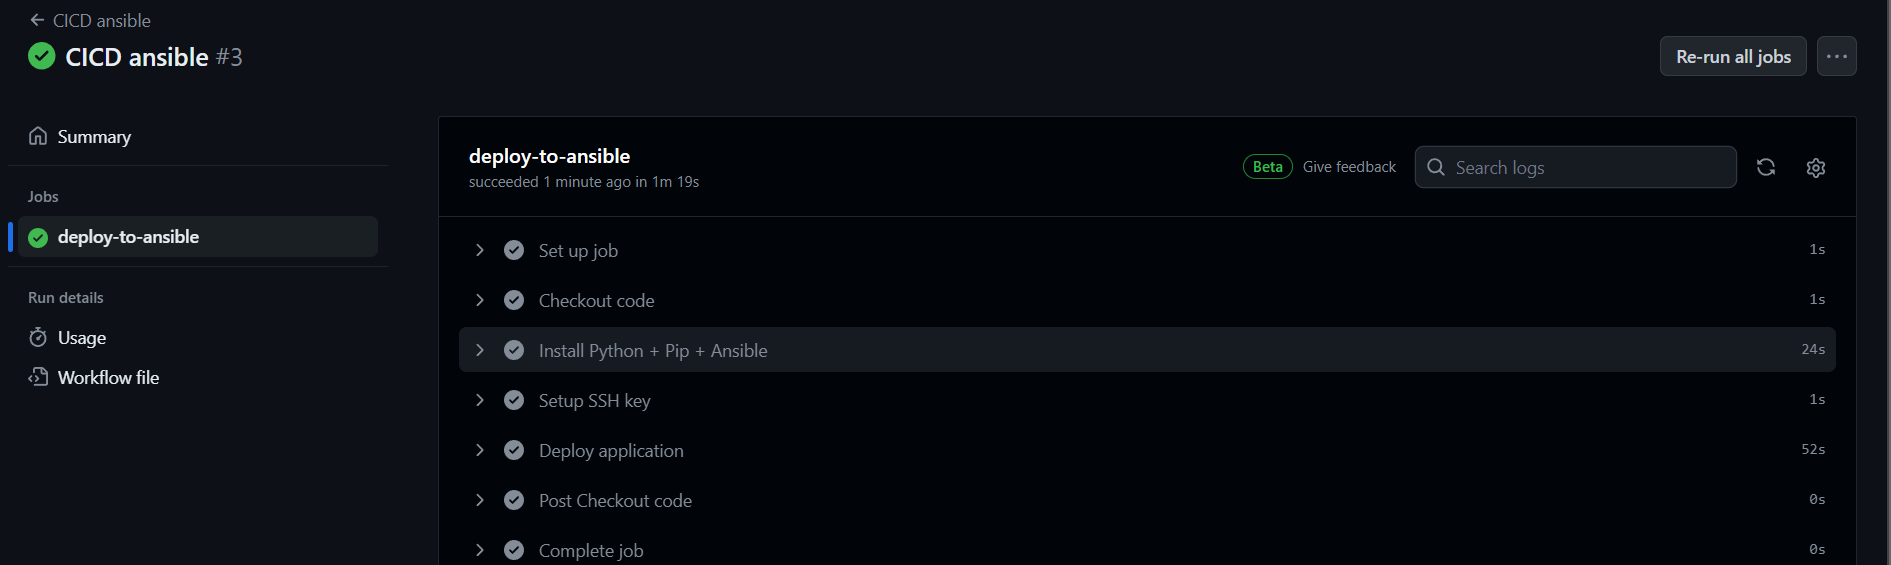 CICD ansible
CICD ansible #3
Re-run all jobs
Summary
Jobs
deploy-to-ansible
Run details
Usage
Workflow file
deploy-to-ansible
succeeded 1 minute ago in 1m 19s
Beta Give feedback
Search logs
Set up job 1s
Checkout code 1s
Install Python + Pip + Ansible 24s
Setup SSH key 1s
Deploy application 52s
Post Checkout code 0s
Complete job 0s